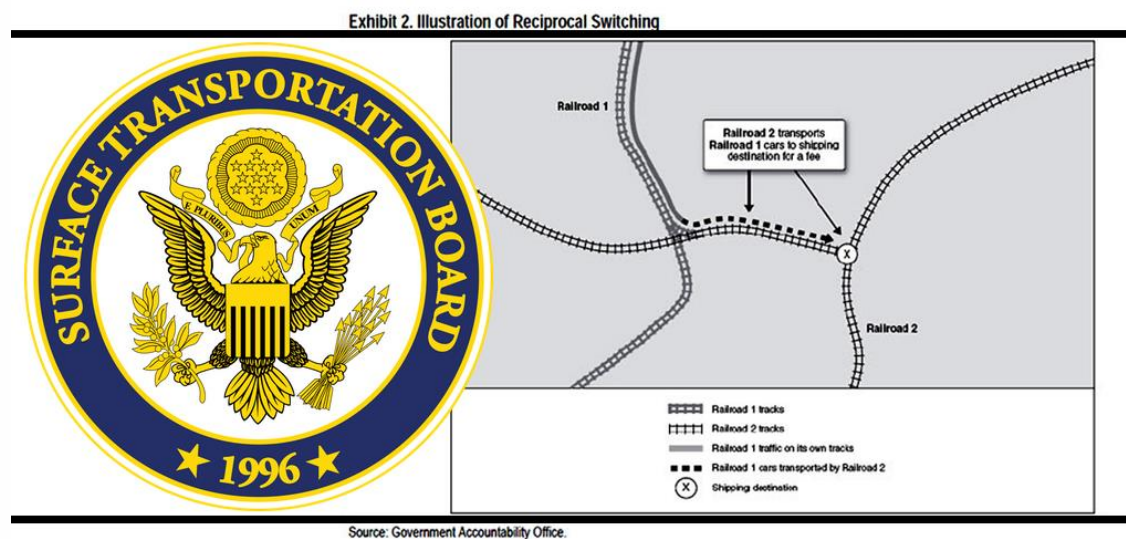 Exhibit 2. Illustration of Reciprocal Switching
SURFACE TRANSPORTATION BOARD
E PLURIBUS
UNUM
★ 1996 ★
Railroad 1
Railroad 2 transports
Railroad 1 cars to shipping
destination for a fee
X
Railroad 2
Railroad 1 tracks
Railroad 2 tracks
Railroad 1 traffic on its own tracks
Railroad 1 cars transported by Railroad 2
X Shipping destination
Source: Government Accountability Office.